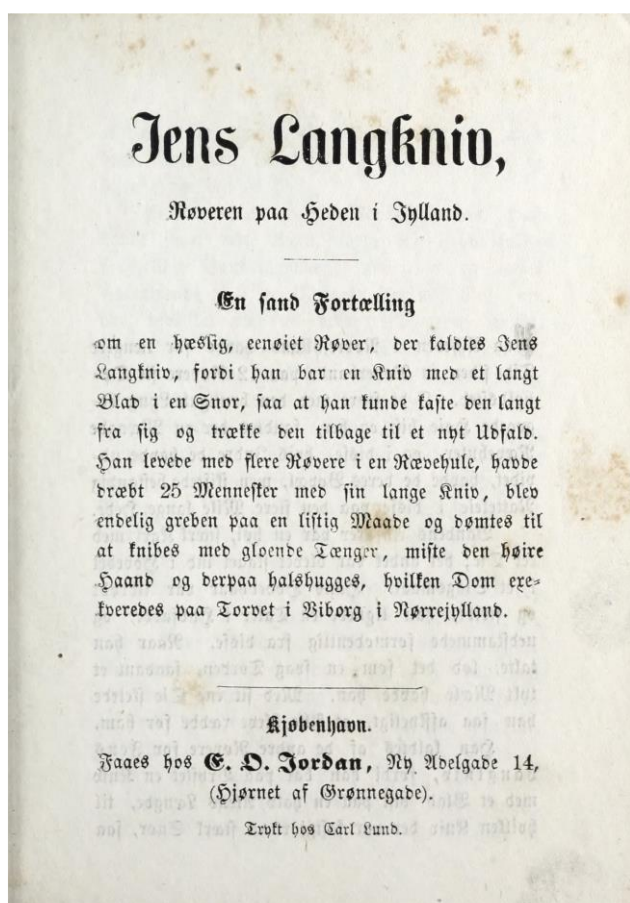 Jens Langkniv,
Røveren paa Heden i Jylland.
En sand Fortælling
om en hæslig, eenøiet Røver, der kaldtes Jens
Langkniv, fordi han bar en Kniv med et langt
Blad i en Snor, saa at han kunde kaste den langt
fra sig og trække den tilbage til et nyt Udfald.
Han levede med flere Røvere i en Rævehule, havde
dræbt 25 Mennesker med sin lange Kniv, blev
endelig greben paa en listig Maade og dømtes til
at knibes med gloende Tænger, miste den høire
Haand og derpaa halshugges, hvilken Dom exe-
kveredes paa Torvet i Viborg i Nørrejylland.
Kjøbenhavn.
Faaes hos E. O. Jordan, Ny Adelgade 14,
(Hjørnet af Grønnegade).
Trykt hos Carl Lund.